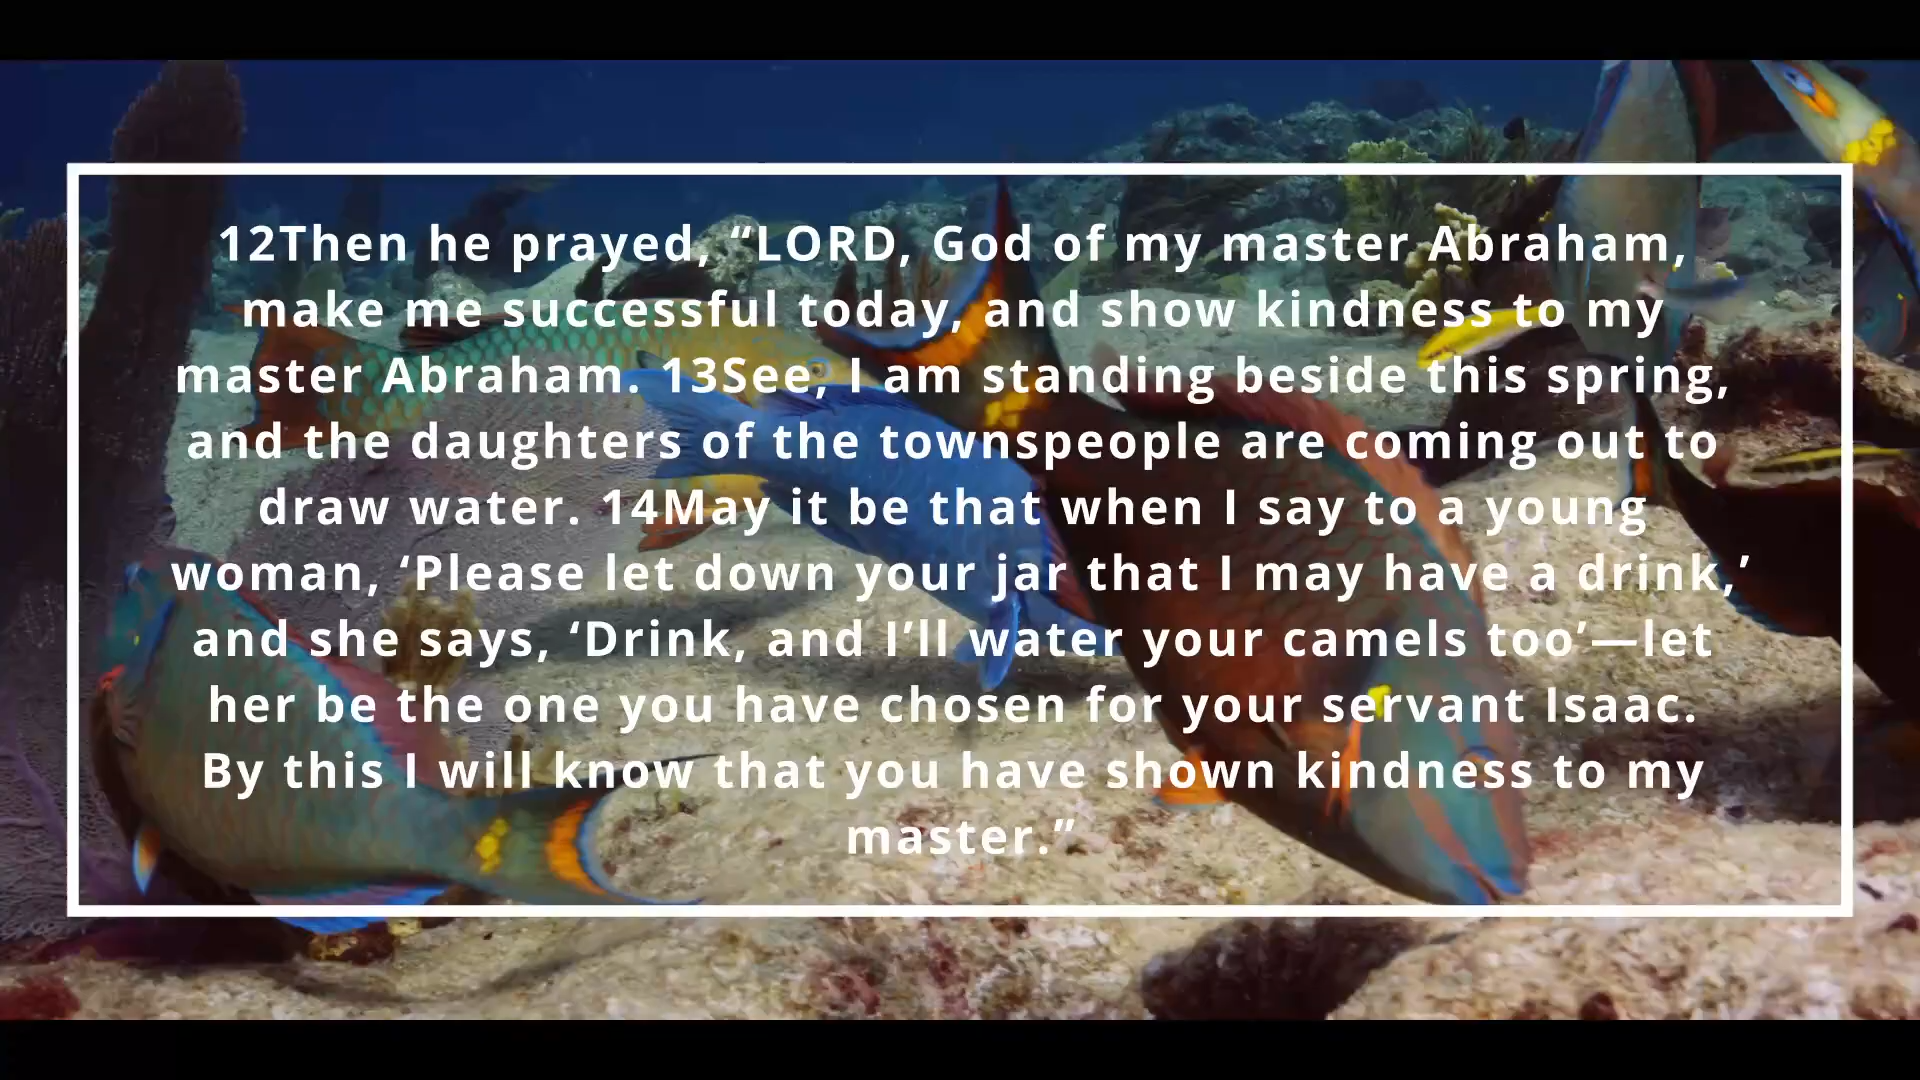 12Then he prayed, “LORD, God of my master Abraham,
make me successful today, and show kindness to my
master Abraham. 13See, I am standing beside this spring,
and the daughters of the townspeople are coming out to
draw water. 14May it be that when I say to a young
woman, ‘Please let down your jar that I may have a drink,’
and she says, ‘Drink, and I’ll water your camels too’—let
her be the one you have chosen for your servant Isaac.
By this I will know that you have shown kindness to my
master.”